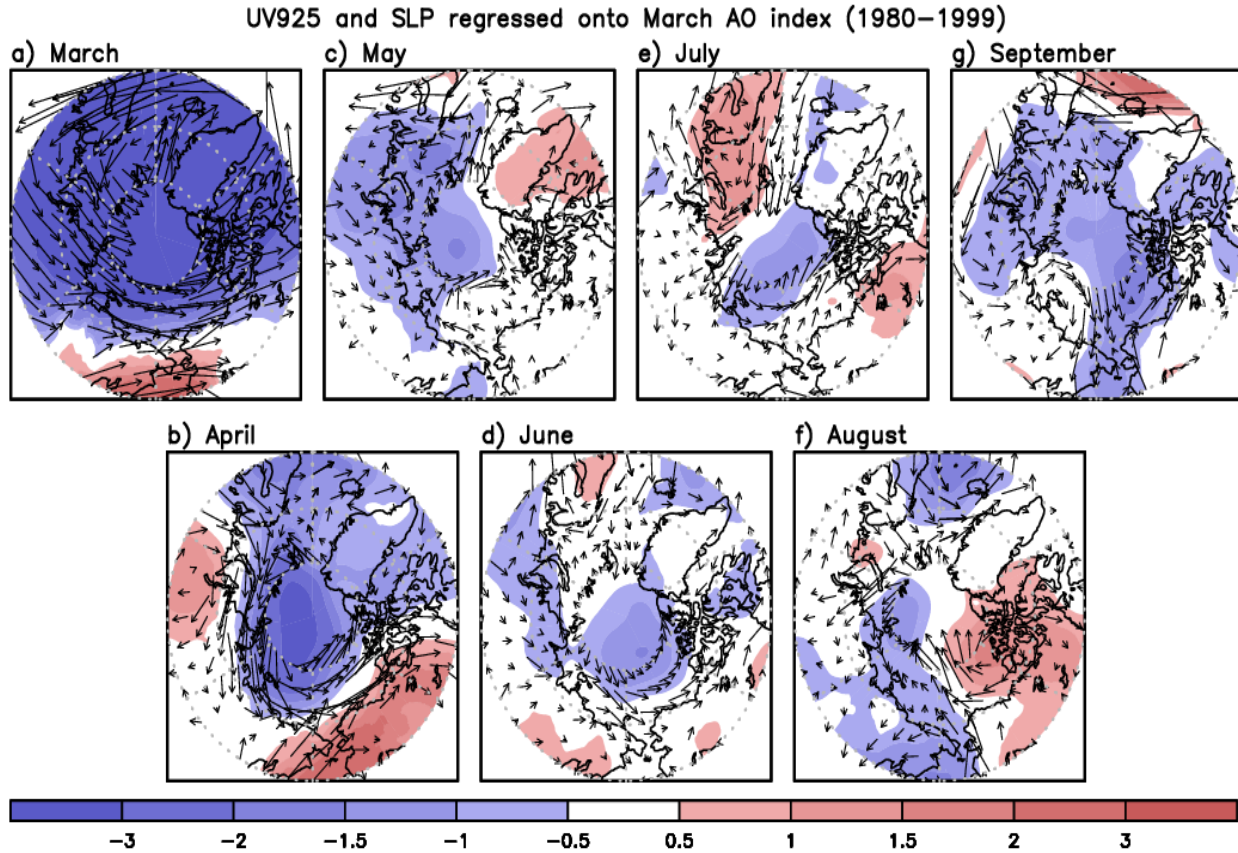 UV925 and SLP regressed onto March AO index (1980−1999)
a) March
c) May
e) July
g) September
b) April
d) June
f) August
−3 −2 −1.5 −1 −0.5 0.5 1 1.5 2 3